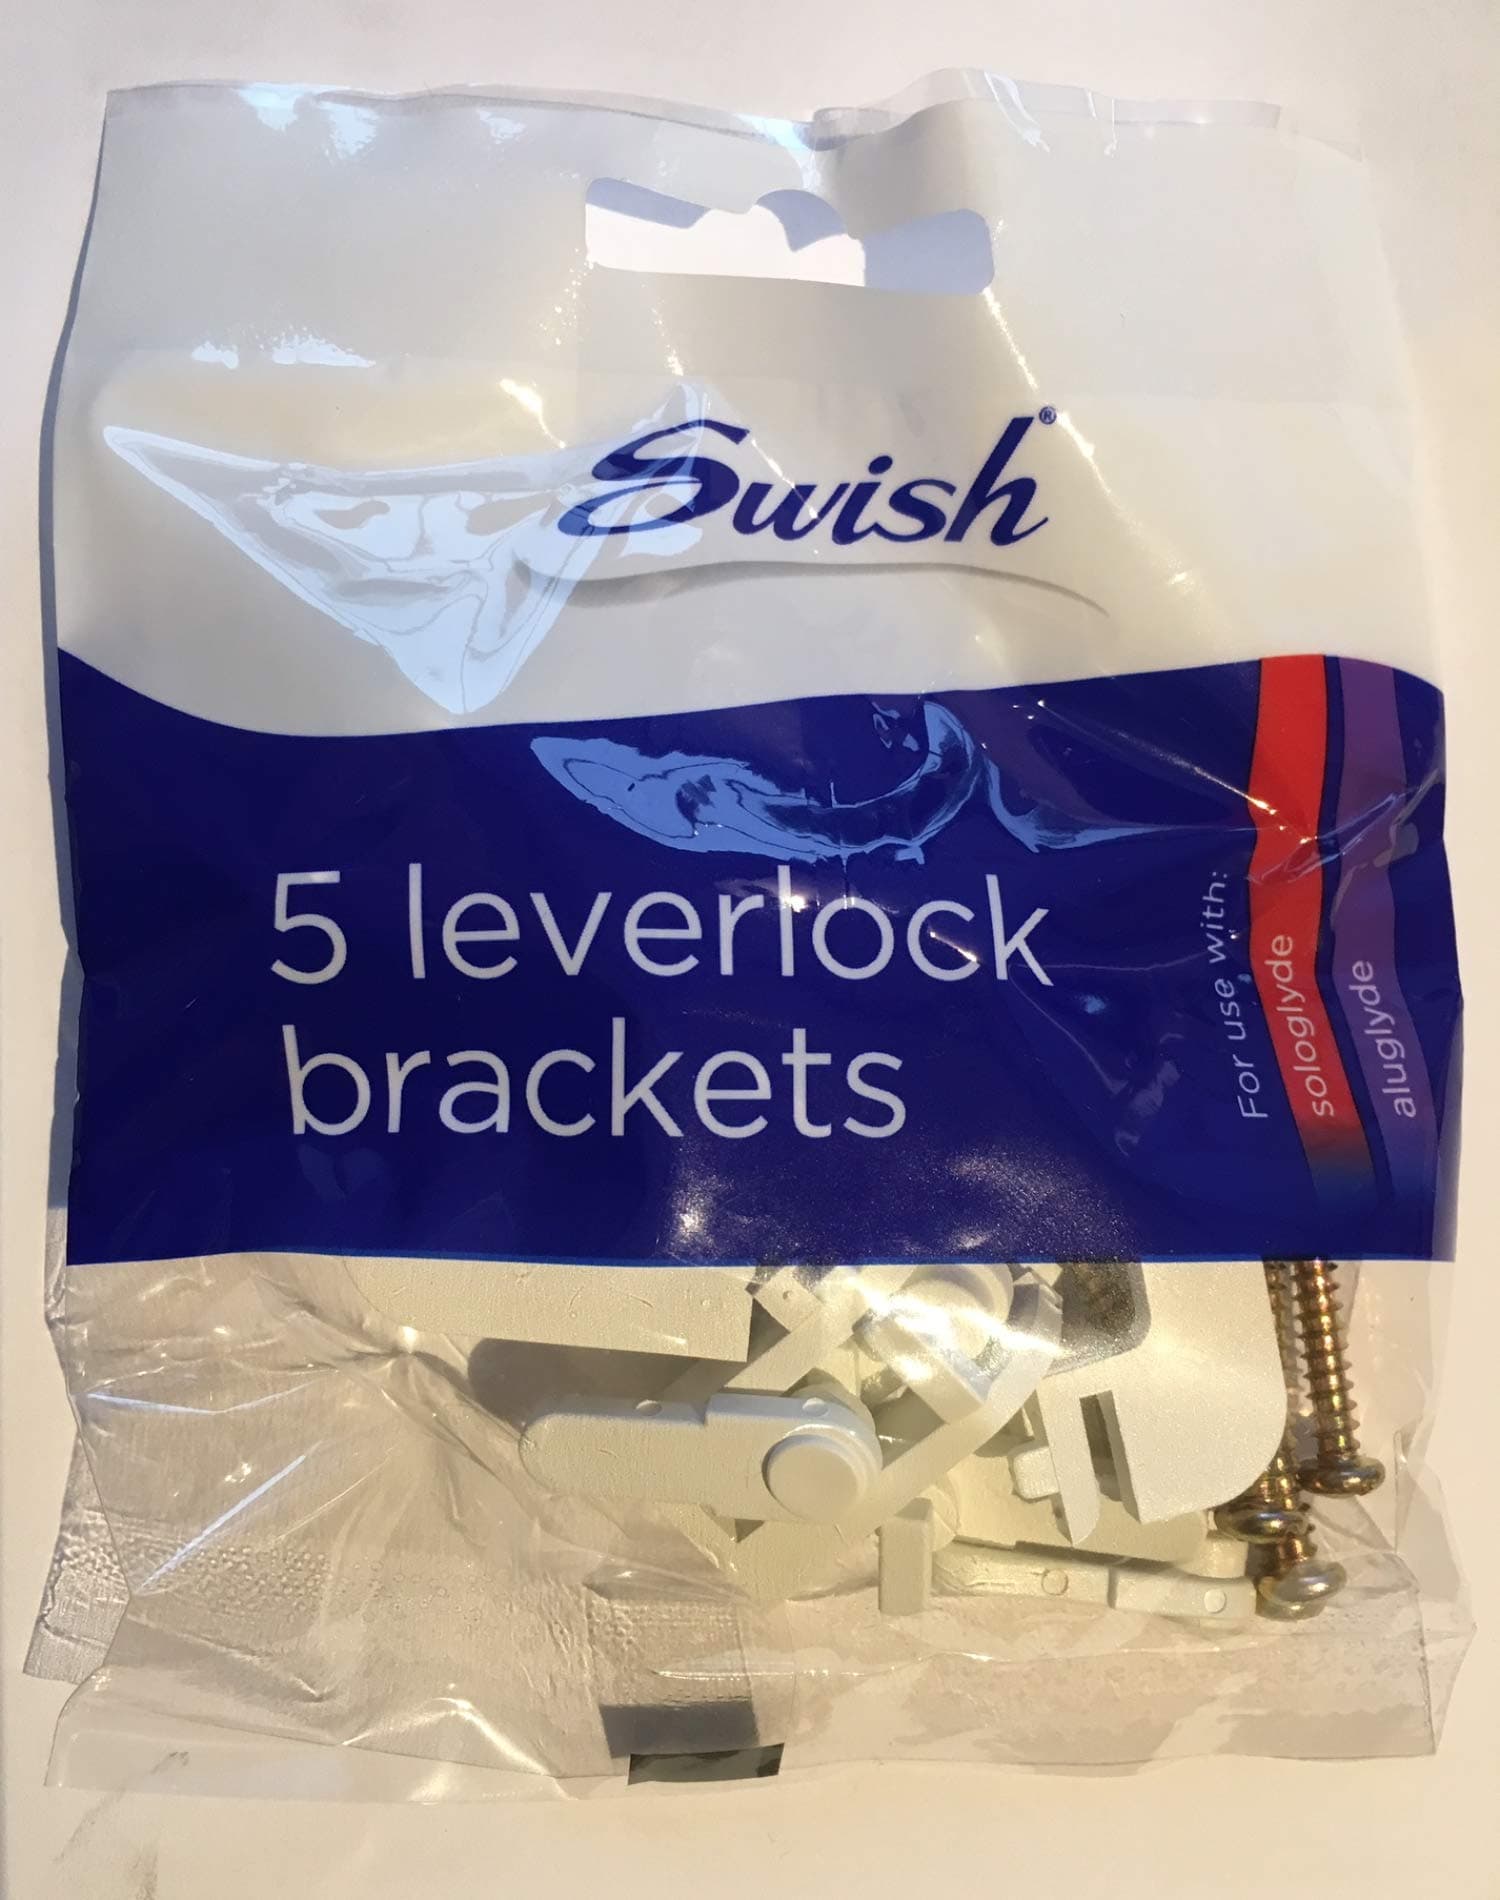 Swish®
5 leverlock
brackets
For use with:
sologlyde
aluglyde